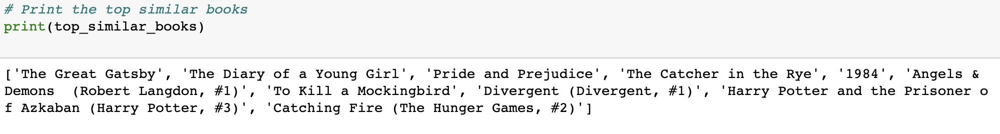 # Print the top similar books
print(top_similar_books)
['The Great Gatsby', 'The Diary of a Young Girl', 'Pride and Prejudice', 'The Catcher in the Rye', '1984', 'Angels &
Demons  (Robert Langdon, #1)', 'To Kill a Mockingbird', 'Divergent (Divergent, #1)', 'Harry Potter and the Prisoner o
f Azkaban (Harry Potter, #3)', 'Catching Fire (The Hunger Games, #2)']